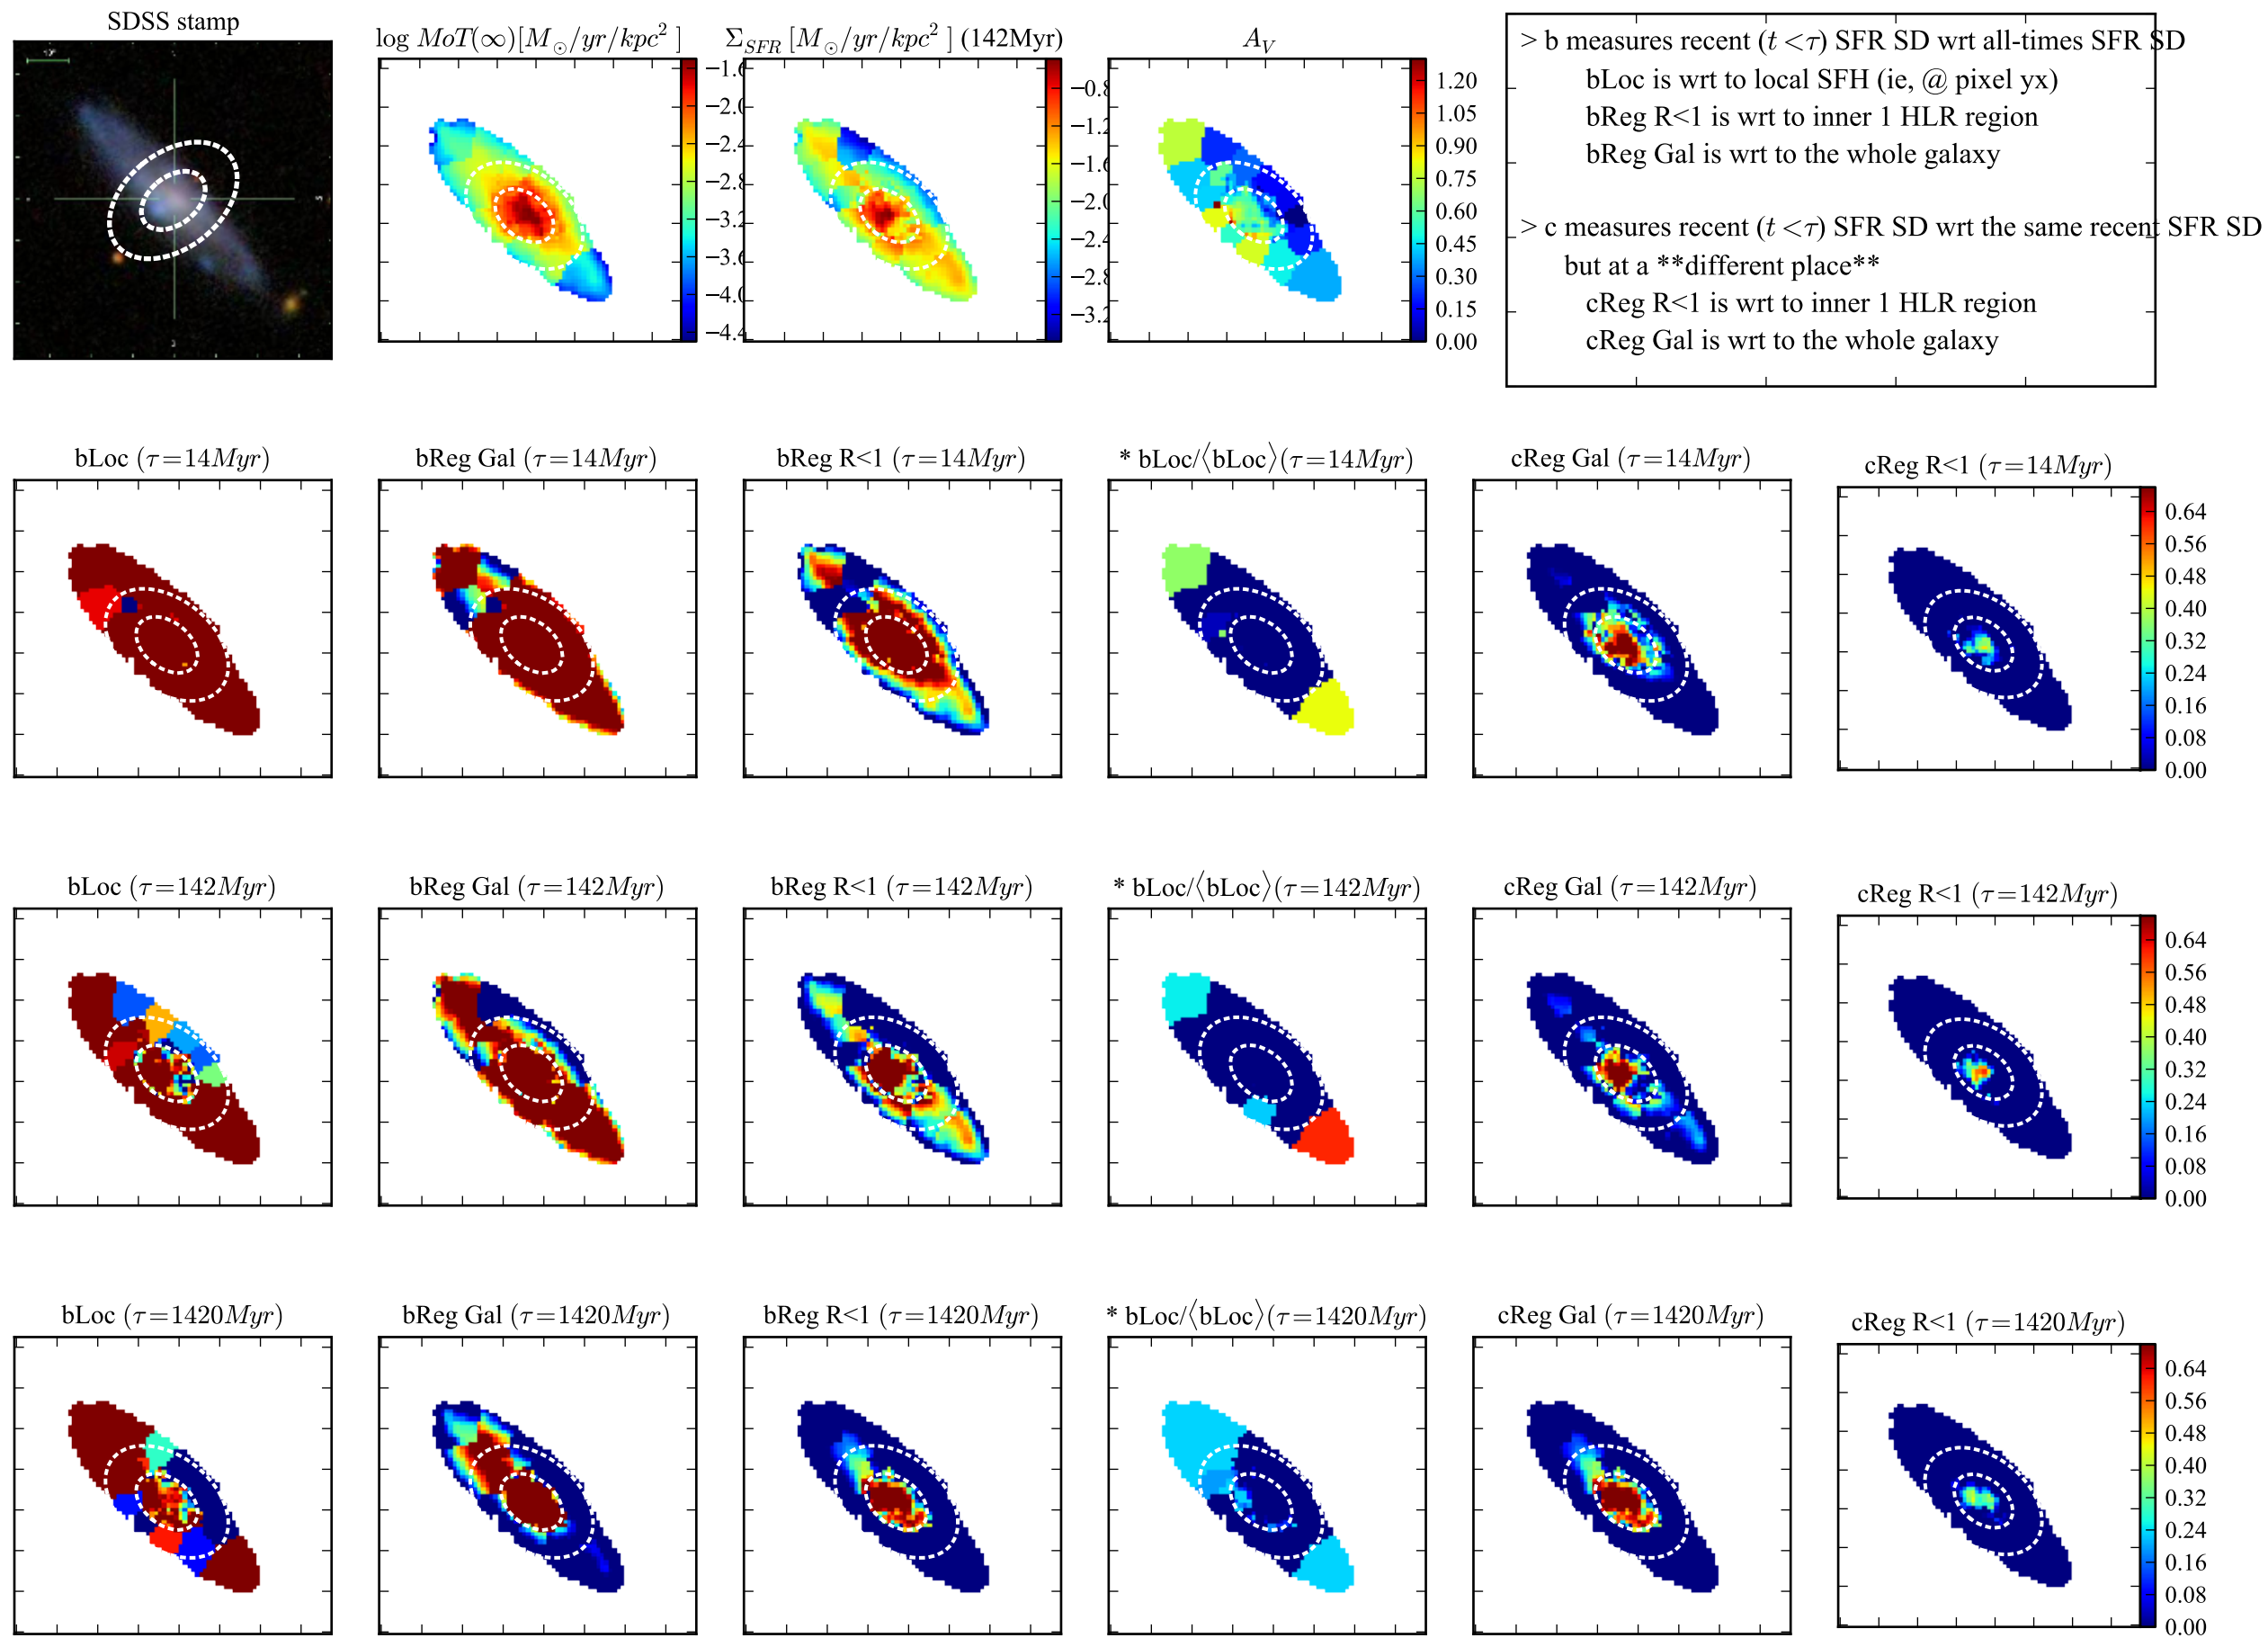 SDSS stamp
log MoT(∞)[M⊙/yr/kpc² ]
Σ_SFR [M⊙/yr/kpc² ] (142Myr)
A_V
−1.6
−2.0
−2.4
−2.8
−3.2
−3.6
−4.0
−4.4
−0.8
−1.2
−1.6
−2.0
−2.4
−2.8
−3.2
1.20
1.05
0.90
0.75
0.60
0.45
0.30
0.15
0.00
> b measures recent (t <τ) SFR SD wrt all-times SFR SD
bLoc is wrt to local SFH (ie, @ pixel yx)
bReg R<1 is wrt to inner 1 HLR region
bReg Gal is wrt to the whole galaxy
> c measures recent (t <τ) SFR SD wrt the same recent SFR SD
but at a **different place**
cReg R<1 is wrt to inner 1 HLR region
cReg Gal is wrt to the whole galaxy
bLoc (τ=14Myr)
bReg Gal (τ=14Myr)
bReg R<1 (τ=14Myr)
* bLoc/⟨bLoc⟩(τ=14Myr)
cReg Gal (τ=14Myr)
cReg R<1 (τ=14Myr)
0.64
0.56
0.48
0.40
0.32
0.24
0.16
0.08
0.00
bLoc (τ=142Myr)
bReg Gal (τ=142Myr)
bReg R<1 (τ=142Myr)
* bLoc/⟨bLoc⟩(τ=142Myr)
cReg Gal (τ=142Myr)
cReg R<1 (τ=142Myr)
0.64
0.56
0.48
0.40
0.32
0.24
0.16
0.08
0.00
bLoc (τ=1420Myr)
bReg Gal (τ=1420Myr)
bReg R<1 (τ=1420Myr)
* bLoc/⟨bLoc⟩(τ=1420Myr)
cReg Gal (τ=1420Myr)
cReg R<1 (τ=1420Myr)
0.64
0.56
0.48
0.40
0.32
0.24
0.16
0.08
0.00